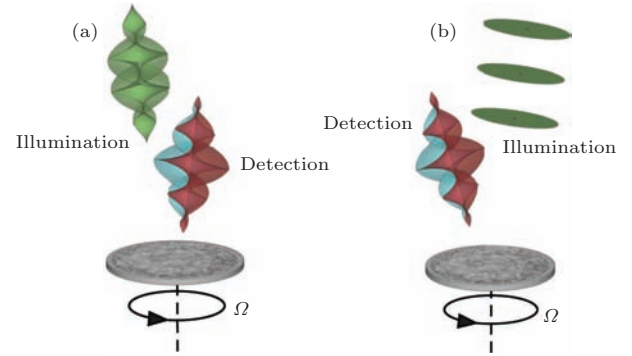 (a)
Illumination
Detection
Ω
(b)
Detection
Illumination
Ω